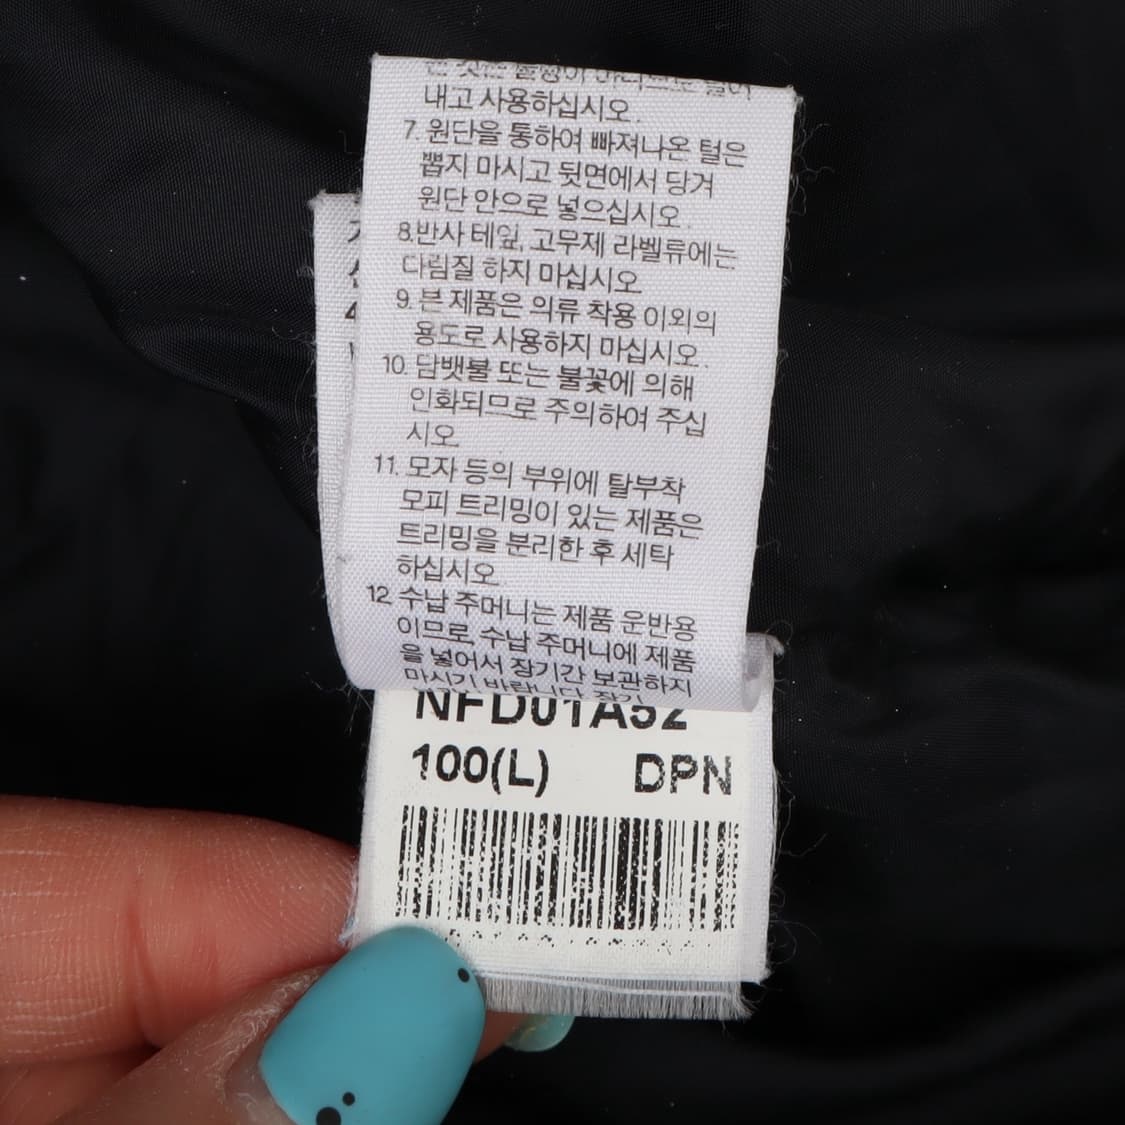 내고 사용하십시오.
7. 원단을 통하여 빠져나온 털은
뽑지 마시고 뒷면에서 당겨
원단 안으로 넣으십시오.
8.반사 테잎, 고무제 라벨류에는
다림질 하지 마십시오
9. 본 제품은 의류 착용 이외의
용도로 사용하지 마십시오.
10. 담뱃불 또는 불꽃에 의해
인화되므로 주의하여 주십
시오.
11. 모자 등의 부위에 탈부착
모피 트리밍이 있는 제품은
트리밍을 분리한 후 세탁
하십시오.
12. 수납 주머니는 제품 운반용
이므로, 수납 주머니에 제품
을 넣어서 장기간 보관하지
마시기 바랍니다. 장기
NFD01A52
100(L) DPN